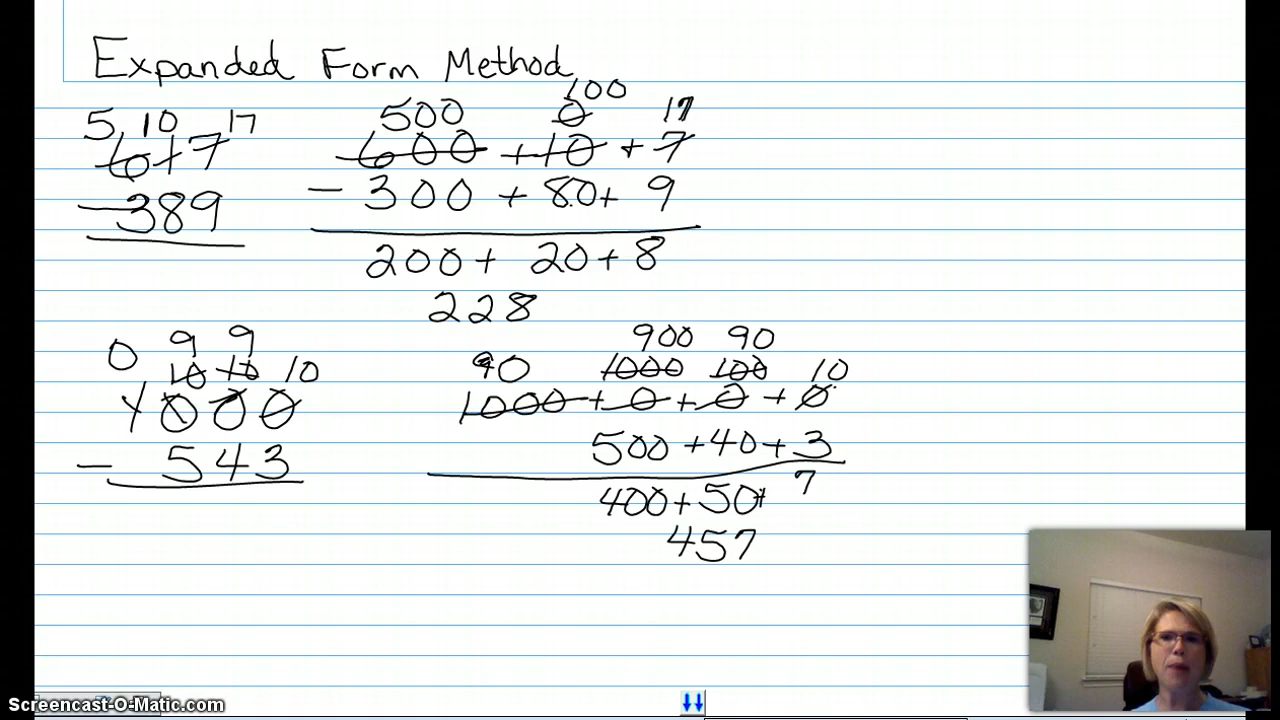 Expanded Form Method
100
5 10 17 500 0 17
617 600 + 10 + 7
- 389 - 300 + 80 + 9
200 + 20 + 8
228
0 9 9 900 90
10 10 10 90 1000 100 10
1000 1000 + 0 + 0 + 0
- 543 500 + 40 + 3
400 + 50 + 7
457
Screencast-O-Matic.com